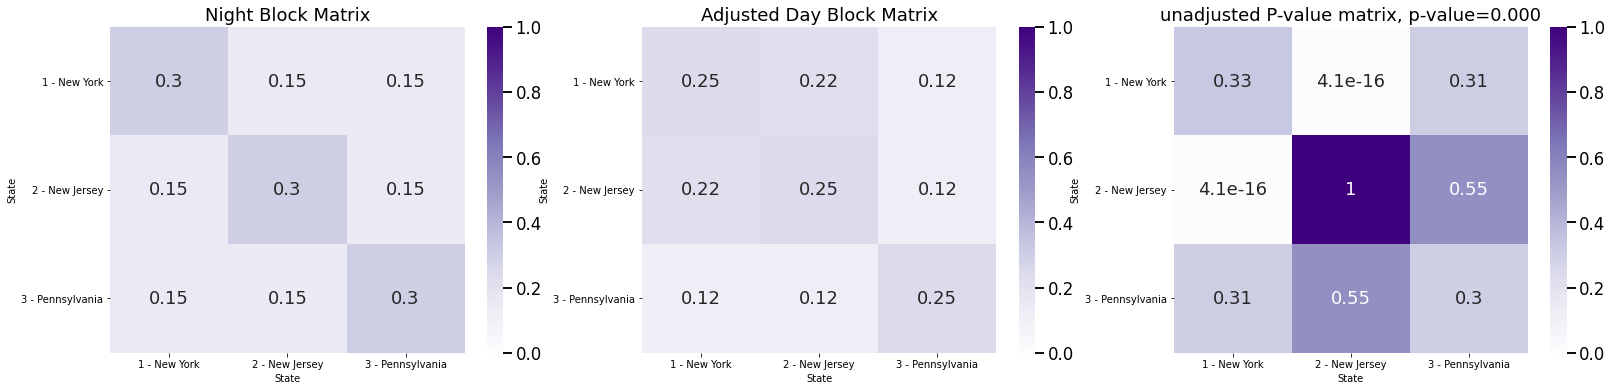 Night Block Matrix
1 - New York
2 - New Jersey
3 - Pennsylvania
State
0.3 0.15 0.15
0.15 0.3 0.15
0.15 0.15 0.3
1 - New York 2 - New Jersey 3 - Pennsylvania
State
1.0
0.8
0.6
0.4
0.2
0.0
Adjusted Day Block Matrix
1 - New York
2 - New Jersey
3 - Pennsylvania
State
0.25 0.22 0.12
0.22 0.25 0.12
0.12 0.12 0.25
1 - New York 2 - New Jersey 3 - Pennsylvania
State
1.0
0.8
0.6
0.4
0.2
0.0
unadjusted P-value matrix, p-value=0.000
1 - New York
2 - New Jersey
3 - Pennsylvania
State
0.33 4.1e-16 0.31
4.1e-16 1 0.55
0.31 0.55 0.3
1 - New York 2 - New Jersey 3 - Pennsylvania
State
1.0
0.8
0.6
0.4
0.2
0.0